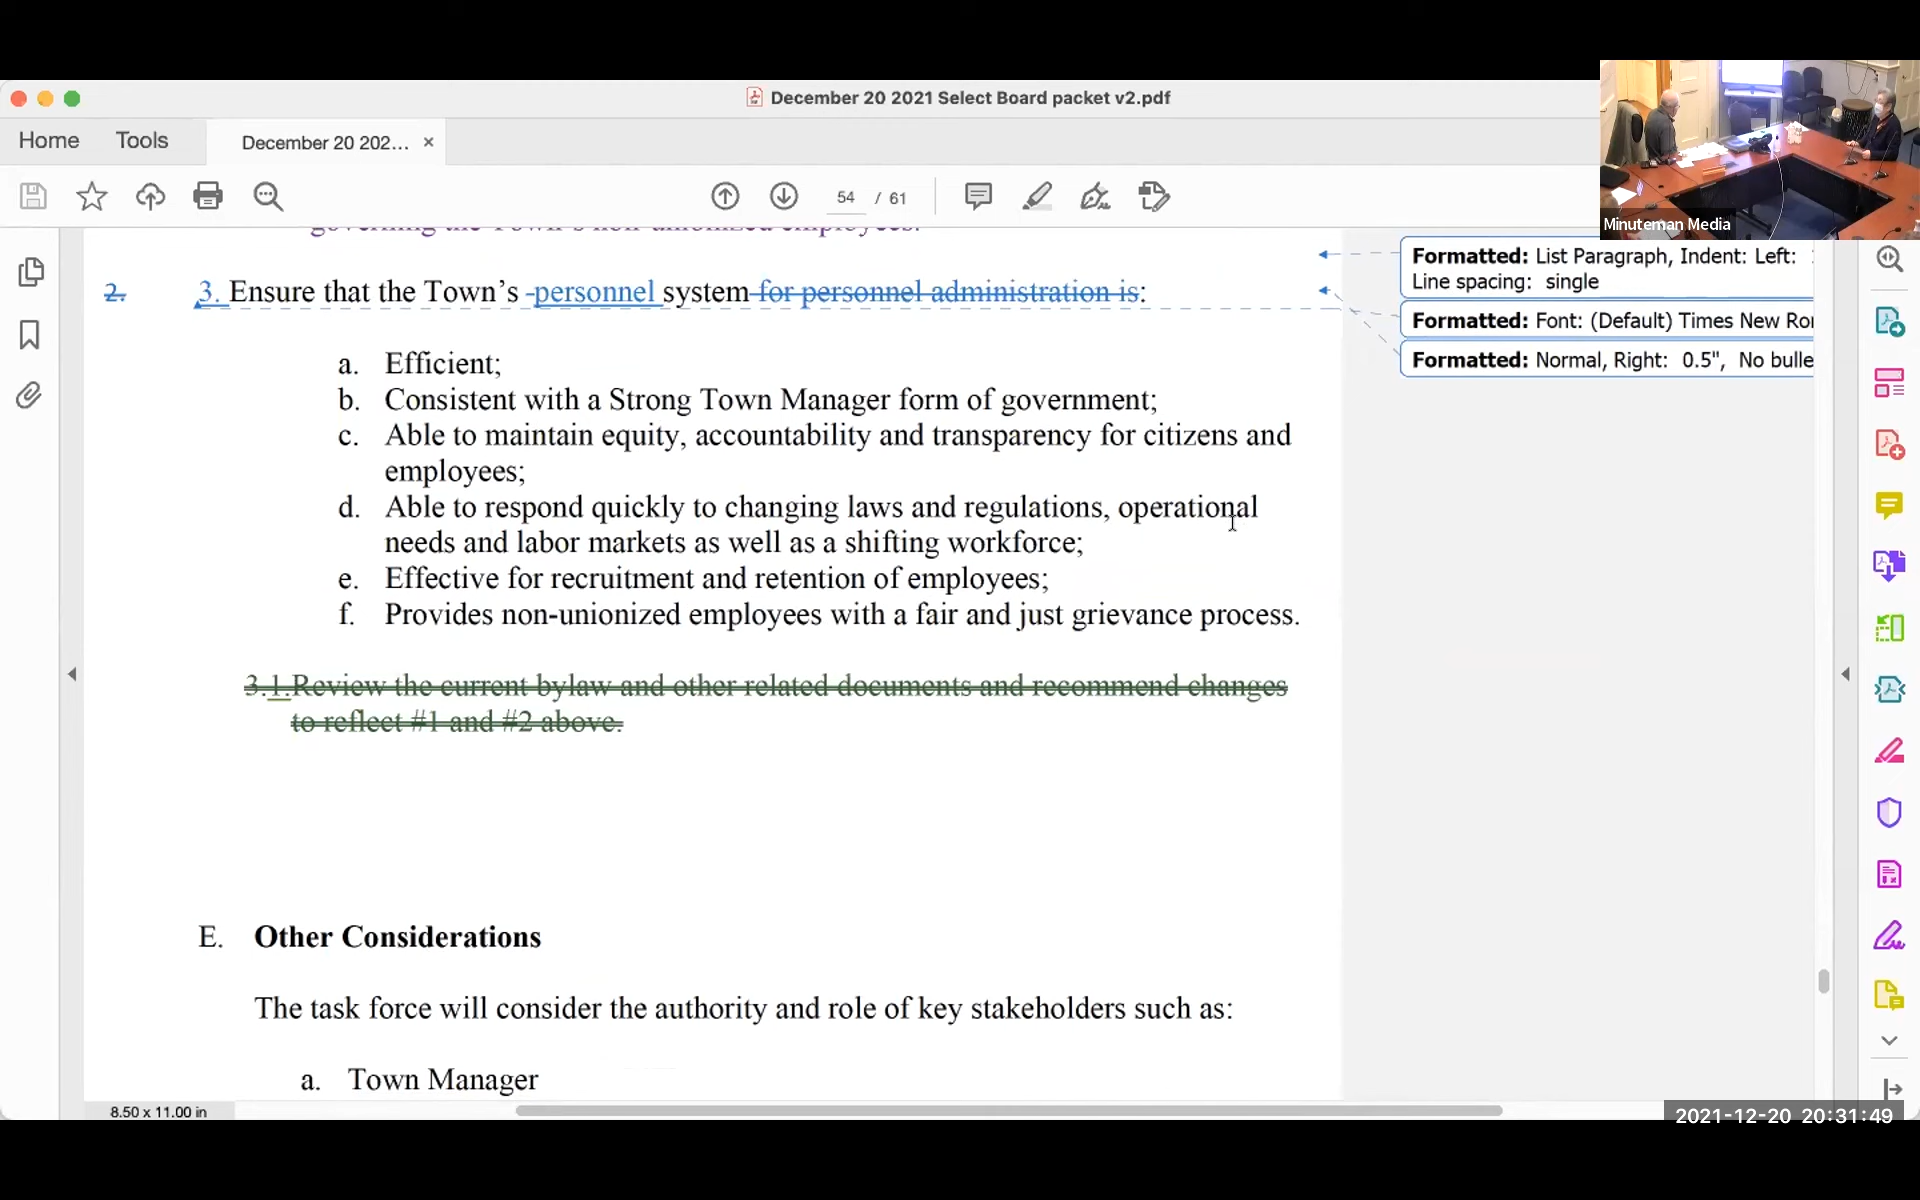 December 20 2021 Select Board packet v2.pdf
Home Tools December 20 202... ×
54 / 61
Minuteman Media
governing the Town's non-unionized employees.
2. 3. Ensure that the Town's personnel system for personnel administration is:
a. Efficient;
b. Consistent with a Strong Town Manager form of government;
c. Able to maintain equity, accountability and transparency for citizens and
employees;
d. Able to respond quickly to changing laws and regulations, operational
needs and labor markets as well as a shifting workforce;
e. Effective for recruitment and retention of employees;
f. Provides non-unionized employees with a fair and just grievance process.
3.1.Review the current bylaw and other related documents and recommend changes
to reflect #1 and #2 above.
E. Other Considerations
The task force will consider the authority and role of key stakeholders such as:
a. Town Manager
Formatted: List Paragraph, Indent: Left:
Line spacing: single
Formatted: Font: (Default) Times New Ror
Formatted: Normal, Right: 0.5", No bulle
8.50 x 11.00 in
2021-12-20 20:31:49